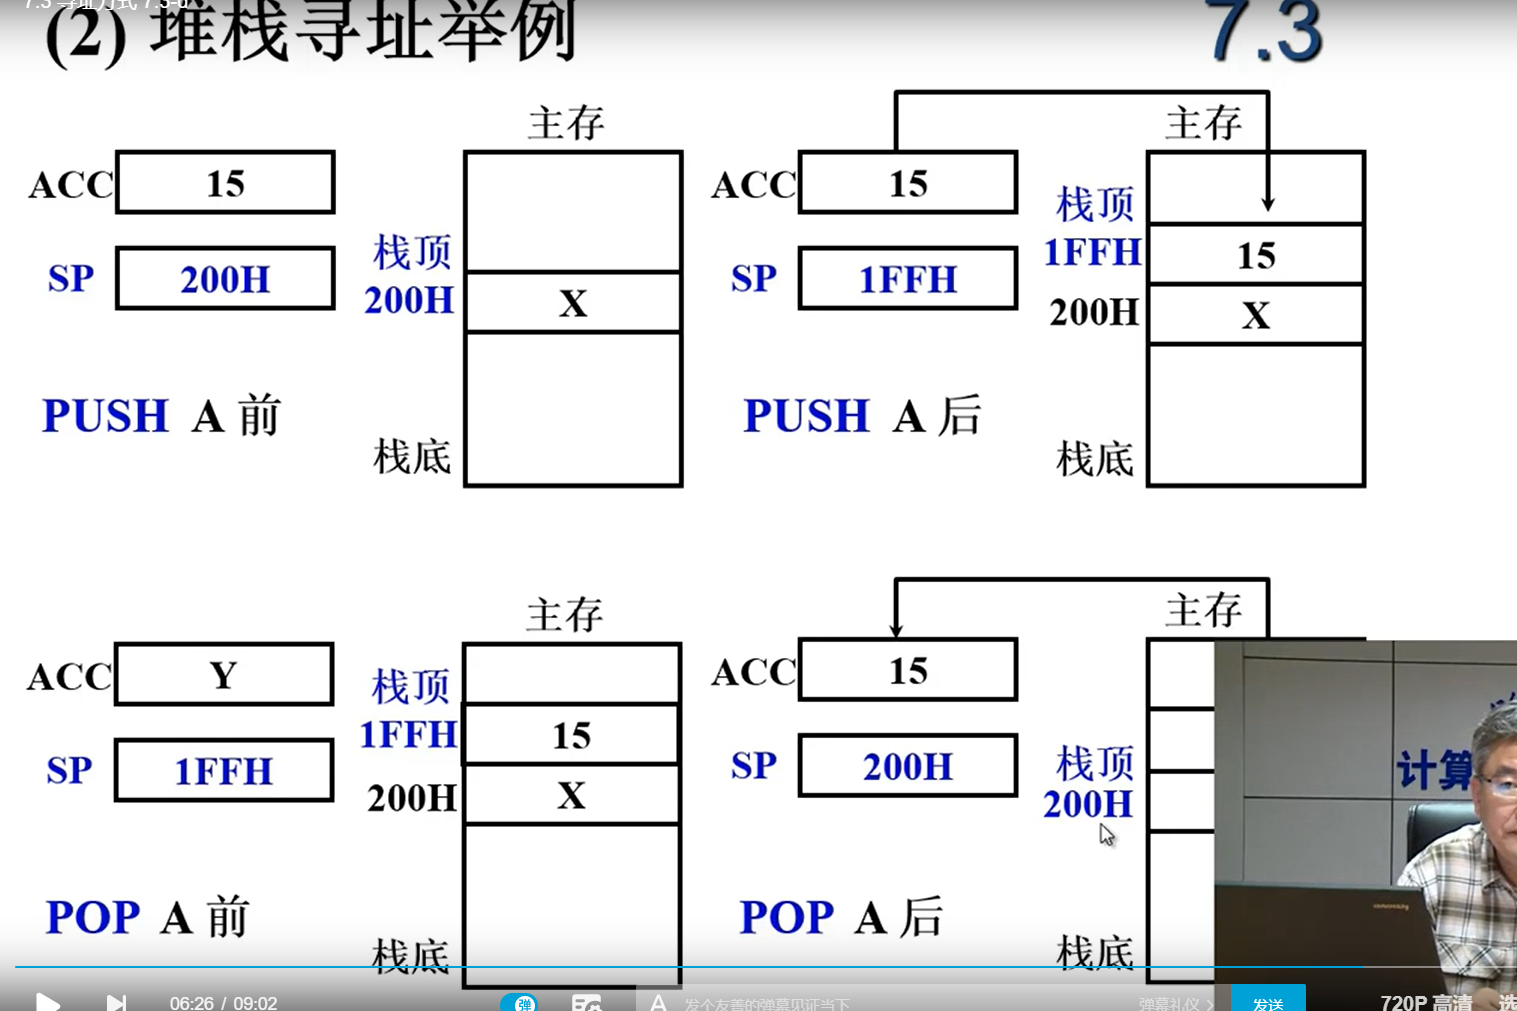 7.3 寻址方式 7.3-6
(2) 堆栈寻址举例
7.3
主存
ACC 15
栈顶
SP 200H
200H X
PUSH A 前
栈底
主存
ACC 15
栈顶
SP 1FFH
1FFH 15
200H X
PUSH A 后
栈底
主存
ACC Y
栈顶
SP 1FFH
1FFH 15
200H X
POP A 前
栈底
主存
ACC 15
栈顶
SP 200H
200H
POP A 后
栈底
计算
06:26 / 09:02
弹
A
发个友善的弹幕见证当下
弹幕礼仪
发送
720P 高清
选